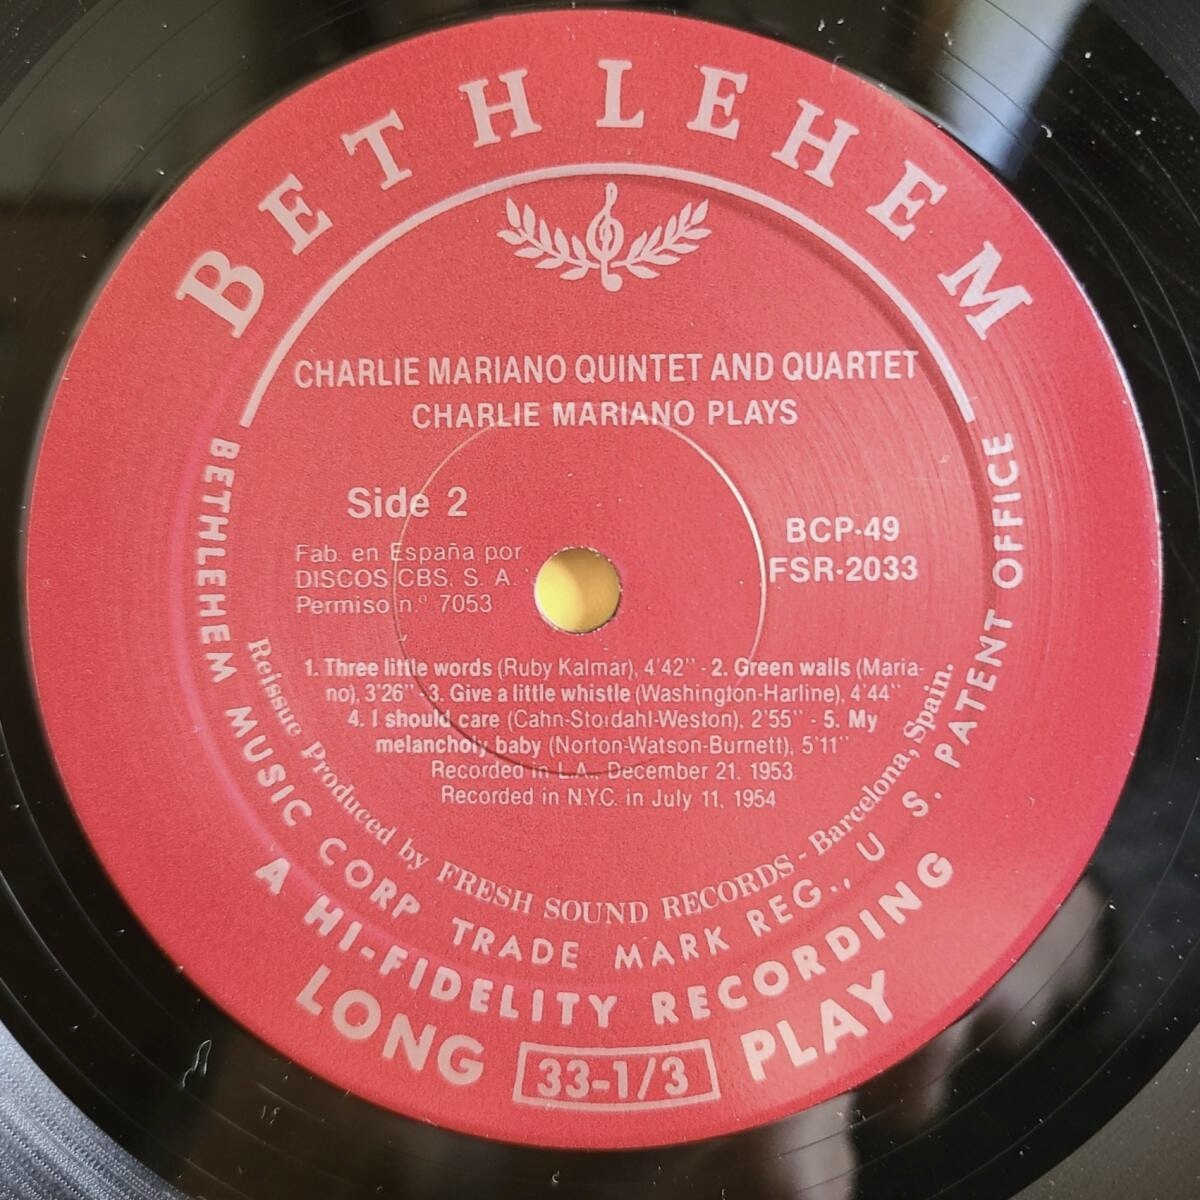 BETHLEHEM
CHARLIE MARIANO QUINTET AND QUARTET
CHARLIE MARIANO PLAYS
Side 2
Fab. en España por
DISCOS CBS. S. A.
Permiso n.º 7053
BCP-49
FSR-2033
1. Three little words (Ruby Kalmar), 4'42" - 2. Green walls (Maria-
no), 3'26" - 3. Give a little whistle (Washington-Harline), 4'44"
4. I should care (Cahn-Stordahl-Weston), 2'55" - 5. My
melancholy baby (Norton-Watson-Burnett), 5'11"
Recorded in L.A., December 21. 1953
Recorded in N.Y.C. in July 11, 1954
Reissue Produced by FRESH SOUND RECORDS - Barcelona, Spain.
BETHLEHEM MUSIC CORP TRADE MARK REG., U S. PATENT OFFICE
A HI-FIDELITY RECORDING
LONG 33-1/3 PLAY